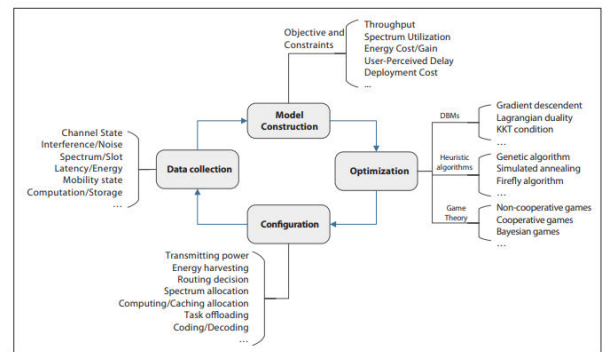 Objective and
Constraints
Throughput
Spectrum Utilization
Energy Cost/Gain
User-Perceived Delay
Deployment Cost
...
Model
Construction
Channel State
Interference/Noise
Spectrum/Slot
Latency/Energy
Mobility state
Computation/Storage
...
Data collection
Optimization
DBMs
Gradient descendent
Lagrangian duality
KKT condition
...
Heuristic
algorithms
Genetic algorithm
Simulated annealing
Firefly algorithm
...
Game
Theory
Non-cooperative games
Cooperative games
Bayesian games
...
Configuration
Transmitting power
Energy harvesting
Routing decision
Spectrum allocation
Computing/Caching allocation
Task offloading
Coding/Decoding
...